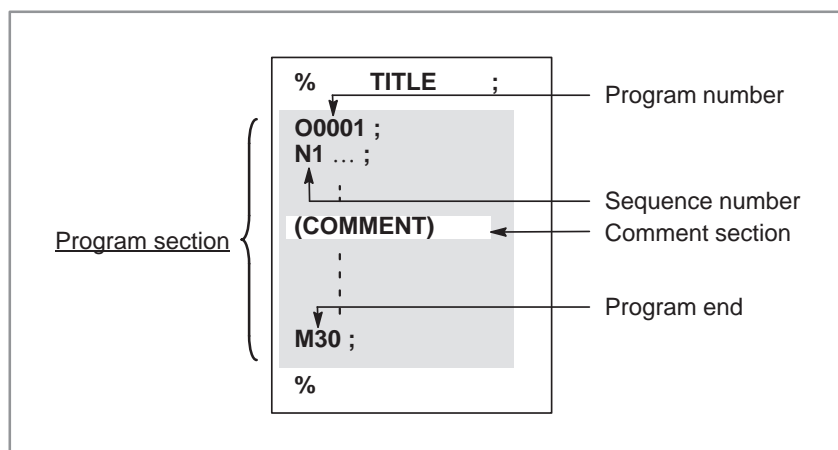 % TITLE ;
Program number
O0001 ;
N1 ... ;
Sequence number
(COMMENT)
Comment section
Program section
Program end
M30 ;
%